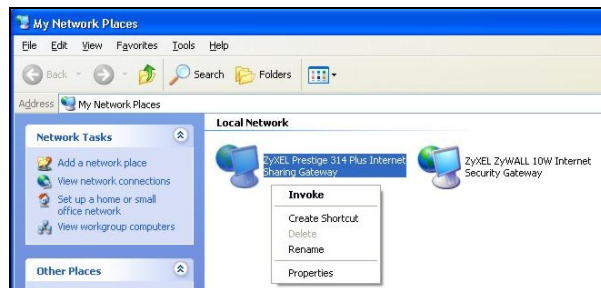 My Network Places
File Edit View Favorites Tools Help
Back Search Folders
Address My Network Places
Network Tasks
Add a network place
View network connections
Set up a home or small
office network
View workgroup computers
Other Places
Local Network
ZyXEL Prestige 314 Plus Internet
Sharing Gateway
ZyXEL ZyWALL 10W Internet
Security Gateway
Invoke
Create Shortcut
Delete
Rename
Properties